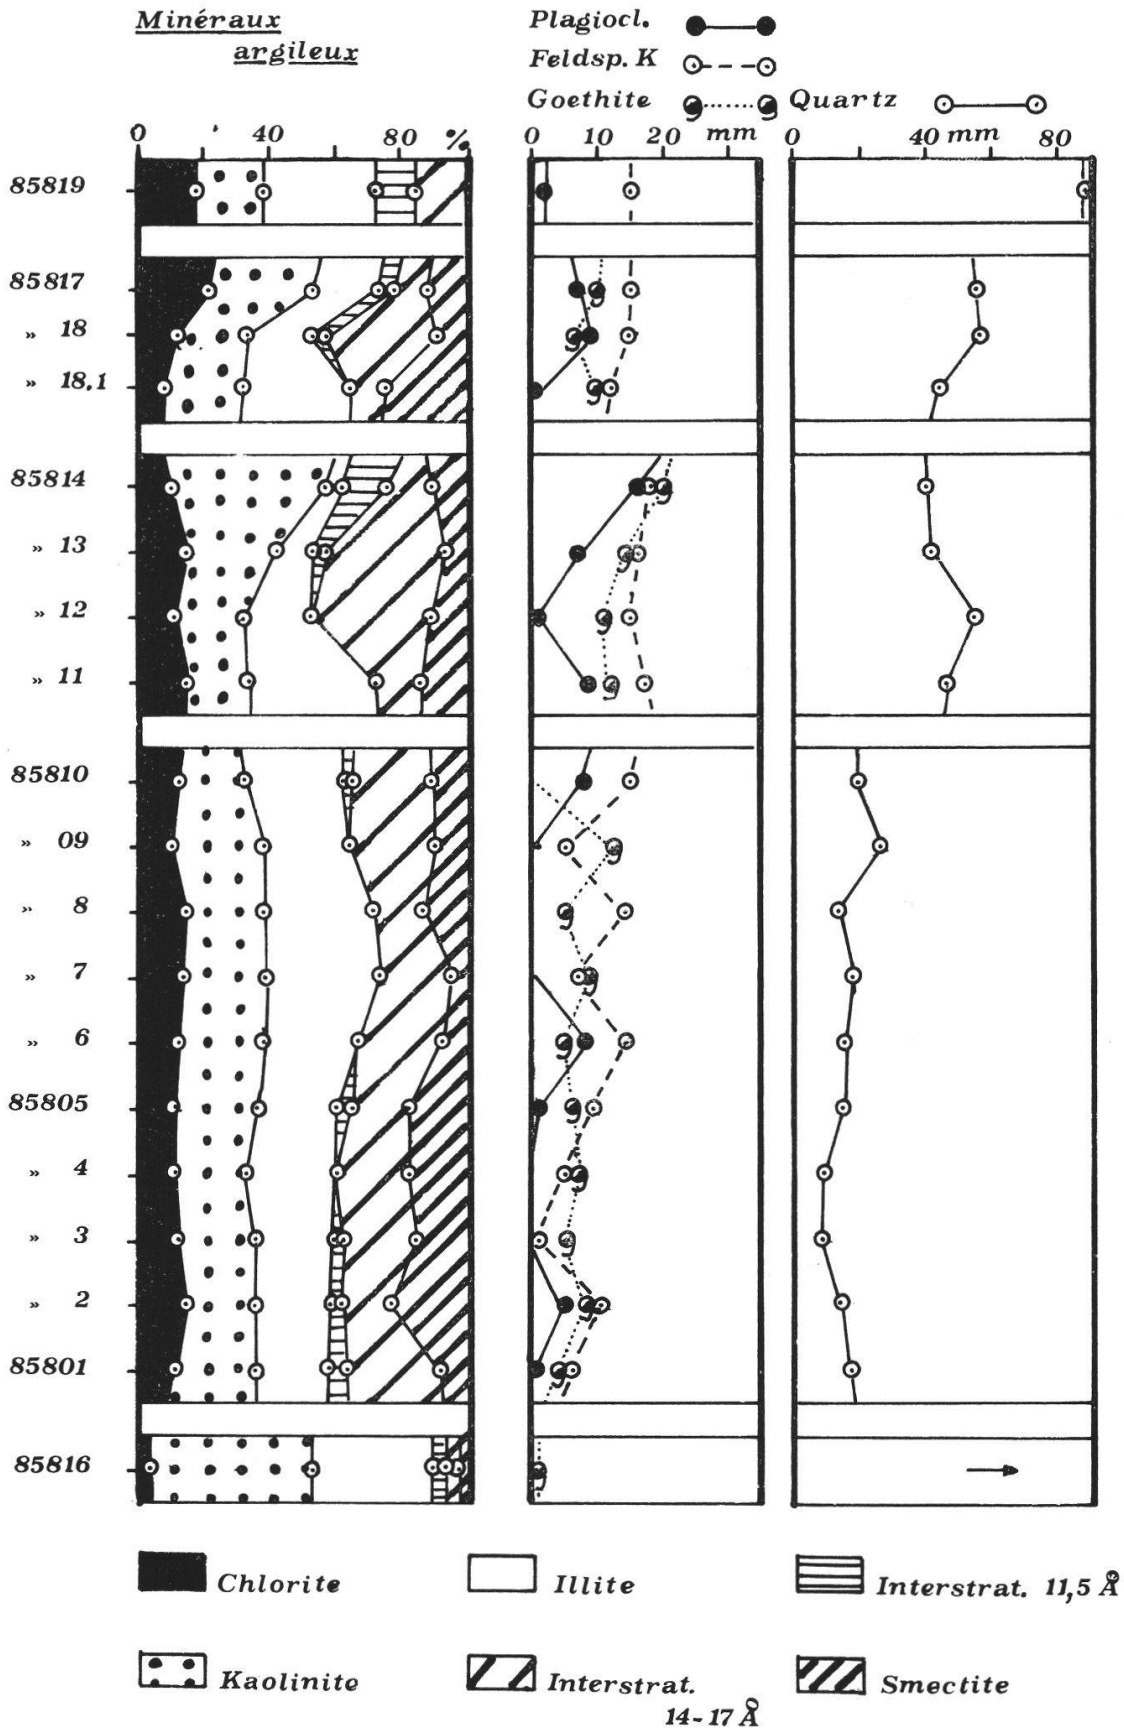 Minéraux
argileux
Plagiocl.
Feldsp. K
Goethite
Quartz
0 40 80 %
0 10 20 mm
0 40 mm 80
85819
85817
" 18
" 18,1
85814
" 13
" 12
" 11
85810
" 09
" 8
" 7
" 6
85805
" 4
" 3
" 2
85801
85816
Chlorite
Illite
Interstrat. 11,5 Å
Kaolinite
Interstrat.
14-17 Å
Smectite